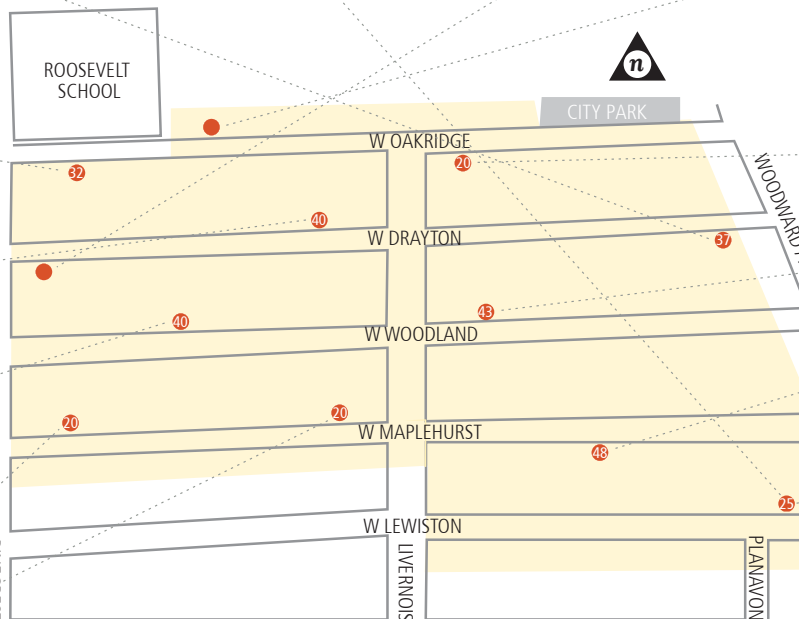 ROOSEVELT
SCHOOL
n
CITY PARK
W OAKRIDGE
20
32
WOODWARD
40
W DRAYTON
37
43
40
W WOODLAND
20
20
W MAPLEHURST
48
25
W LEWISTON
LIVERNOIS
PLANAVON